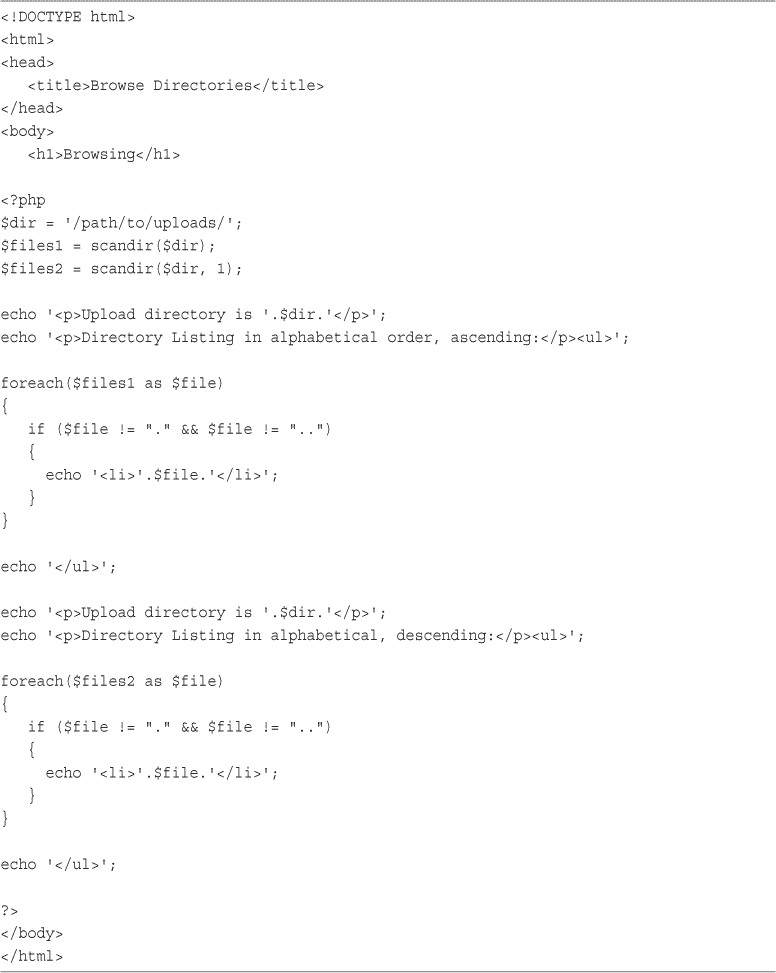 <!DOCTYPE html>
<html>
<head>
   <title>Browse Directories</title>
</head>
<body>
   <h1>Browsing</h1>

<?php
$dir = '/path/to/uploads/';
$files1 = scandir($dir);
$files2 = scandir($dir, 1);

echo '<p>Upload directory is '.$dir.'</p>';
echo '<p>Directory Listing in alphabetical order, ascending:</p><ul>';

foreach($files1 as $file)
{
   if ($file != "." && $file != "..")
   {
     echo '<li>'.$file.'</li>';
   }
}

echo '</ul>';

echo '<p>Upload directory is '.$dir.'</p>';
echo '<p>Directory Listing in alphabetical, descending:</p><ul>';

foreach($files2 as $file)
{
   if ($file != "." && $file != "..")
   {
     echo '<li>'.$file.'</li>';
   }
}

echo '</ul>';

?>
</body>
</html>